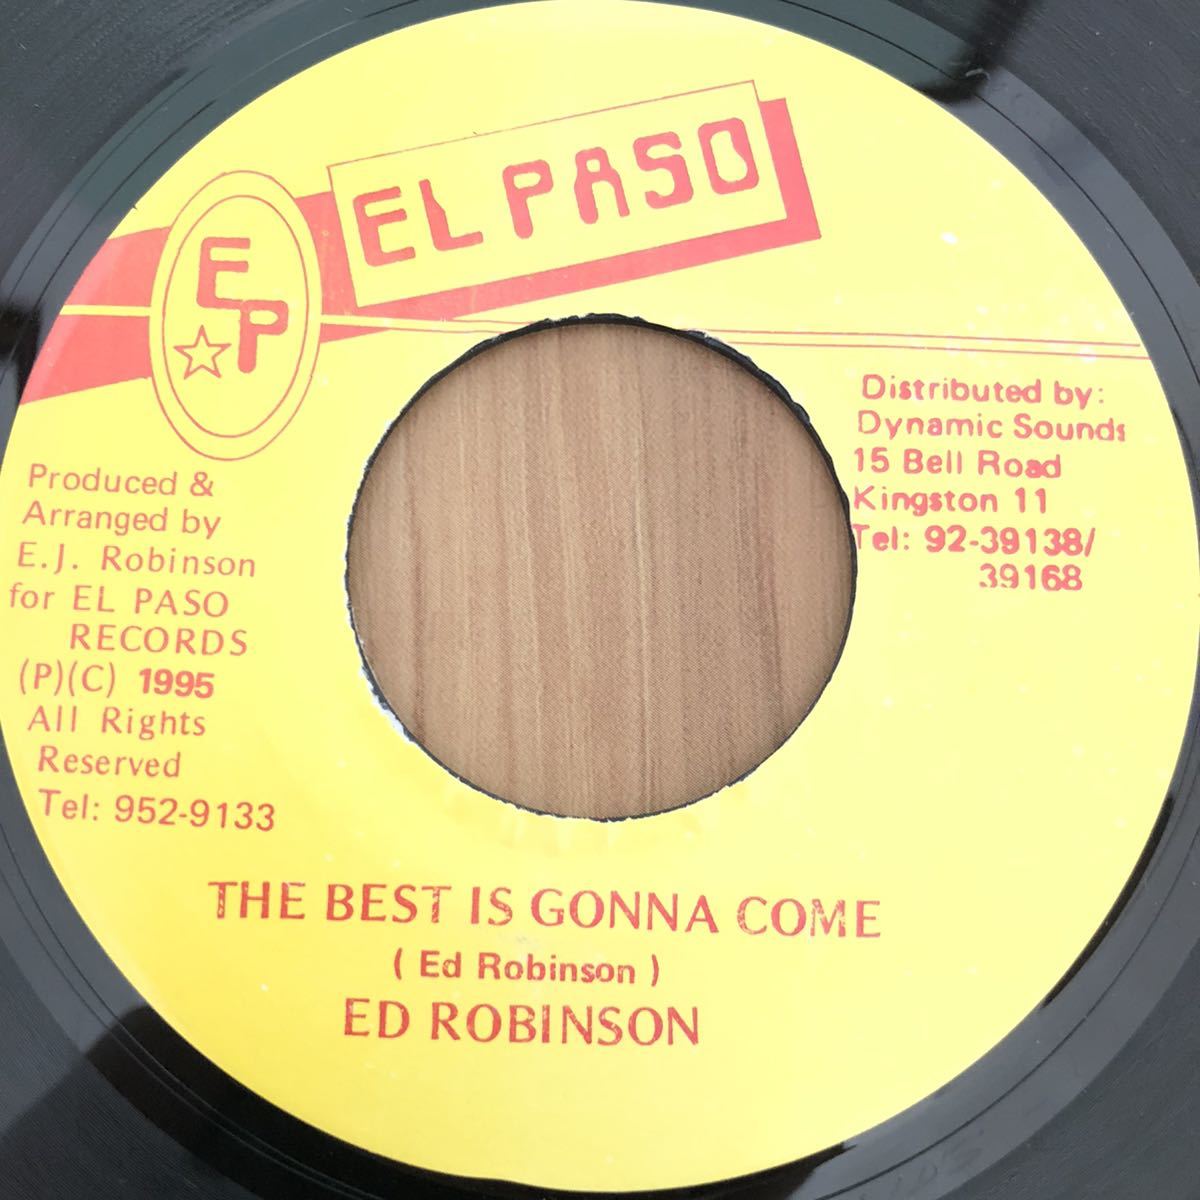 EL PASO
E
P
Distributed by:
Dynamic Sounds
15 Bell Road
Kingston 11
Tel: 92-39138/
39168
Produced &
Arranged by
E.J. Robinson
for EL PASO
RECORDS
(P)(C) 1995
All Rights
Reserved
Tel: 952-9133
THE BEST IS GONNA COME
( Ed Robinson )
ED ROBINSON